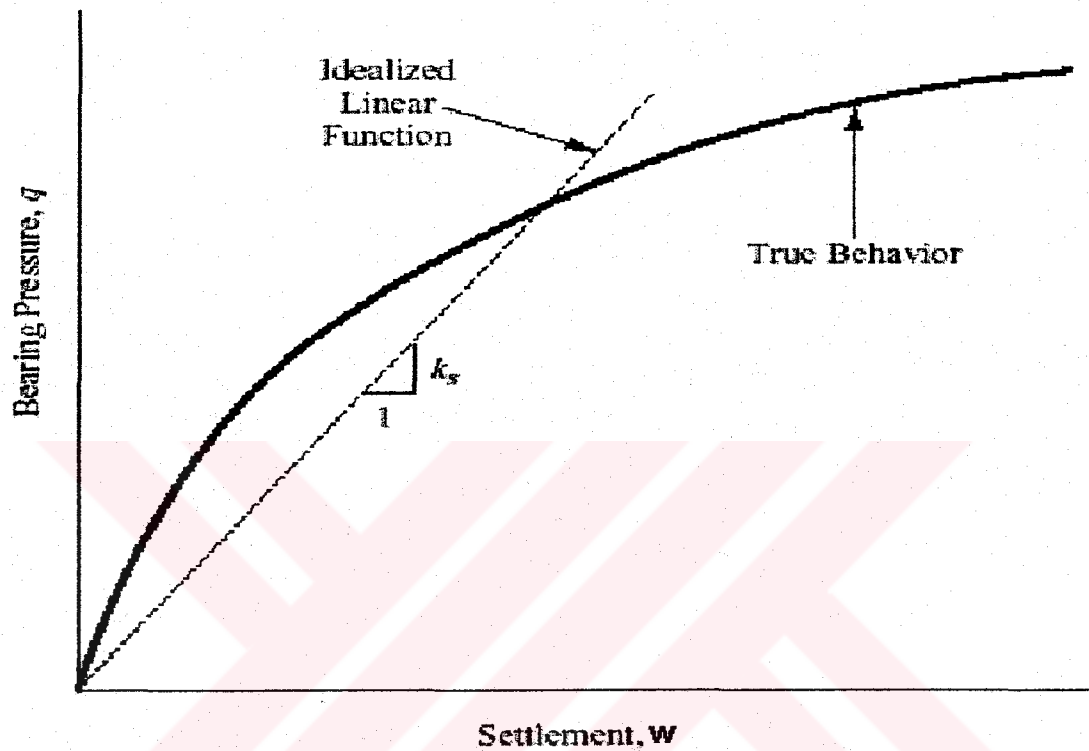 Idealized
Linear
Function
Bearing Pressure, q
True Behavior
k_s
1
Settlement, w